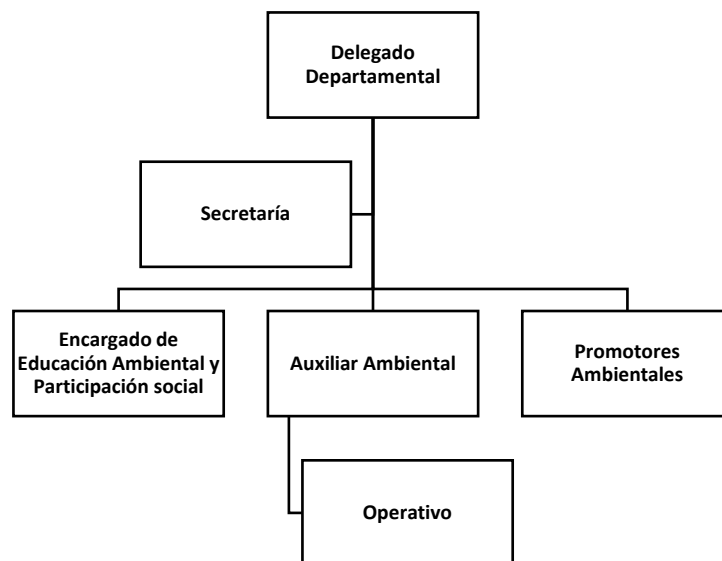 Delegado
Departamental
Secretaría
Encargado de
Educación Ambiental y
Participación social
Auxiliar Ambiental
Promotores
Ambientales
Operativo